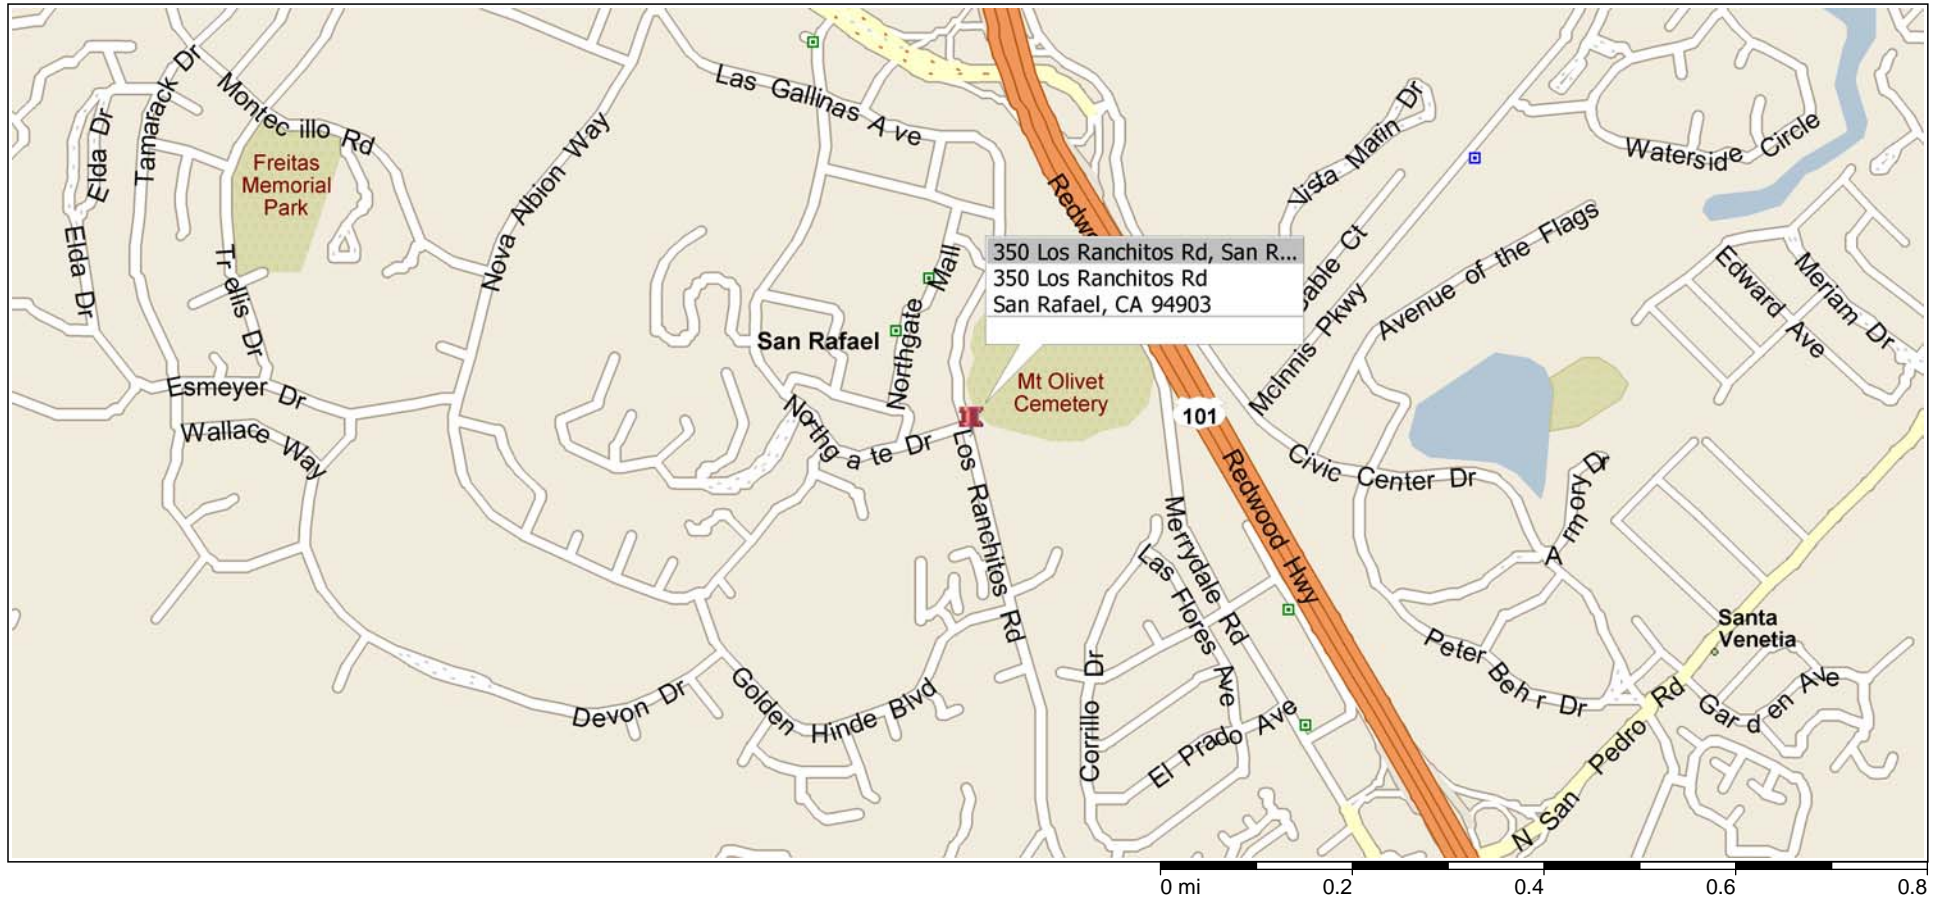 Las Gallinas Ave
Tamarack Dr
Montecillo Rd
Elda Dr
Elda Dr
Freitas
Memorial
Park
Trellis Dr
Nova Albion Way
Esmeyer Dr
Wallace Way
San Rafael
Northgate Mall
Northgate Dr
Los Ranchitos Rd
350 Los Ranchitos Rd, San R...
350 Los Ranchitos Rd
San Rafael, CA 94903
Mt Olivet
Cemetery
101
Redwood Hwy
Vista Marin Dr
McInnis Pkwy
Avenue of the Flags
Waterside Circle
Edward Ave
Meriam Dr
Civic Center Dr
Armory Dr
Merrydale Rd
Las Flores Ave
Corrillo Dr
El Prado Ave
Peter Behr Dr
Santa
Venetia
Garden Ave
N San Pedro Rd
Devon Dr
Golden Hinde Blvd
0 mi 0.2 0.4 0.6 0.8